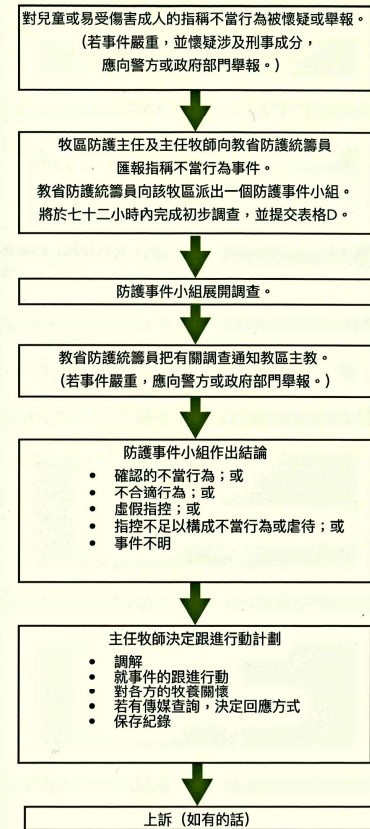 對兒童或易受傷害成人的指稱不當行為被懷疑或舉報。
(若事件嚴重，並懷疑涉及刑事成分，
應向警方或政府部門舉報。)
牧區防護主任及主任牧師向教省防護統籌員
匯報指稱不當行為事件。
教省防護統籌員向該牧區派出一個防護事件小組。
將於七十二小時內完成初步調查，並提交表格D。
防護事件小組展開調查。
教省防護統籌員把有關調查通知教區主教。
(若事件嚴重，應向警方或政府部門舉報。)
防護事件小組作出結論
• 確認的不當行為；或
• 不合適行為；或
• 虛假指控；或
• 指控不足以構成不當行為或虐待；或
• 事件不明
主任牧師決定跟進行動計劃
• 調解
• 就事件的跟進行動
• 對各方的牧養關懷
• 若有傳媒查詢，決定回應方式
• 保存紀錄
上訴（如有的話）